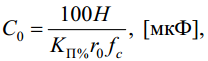 C₀ = 100H / K_П% r₀ f_c , [мкФ],